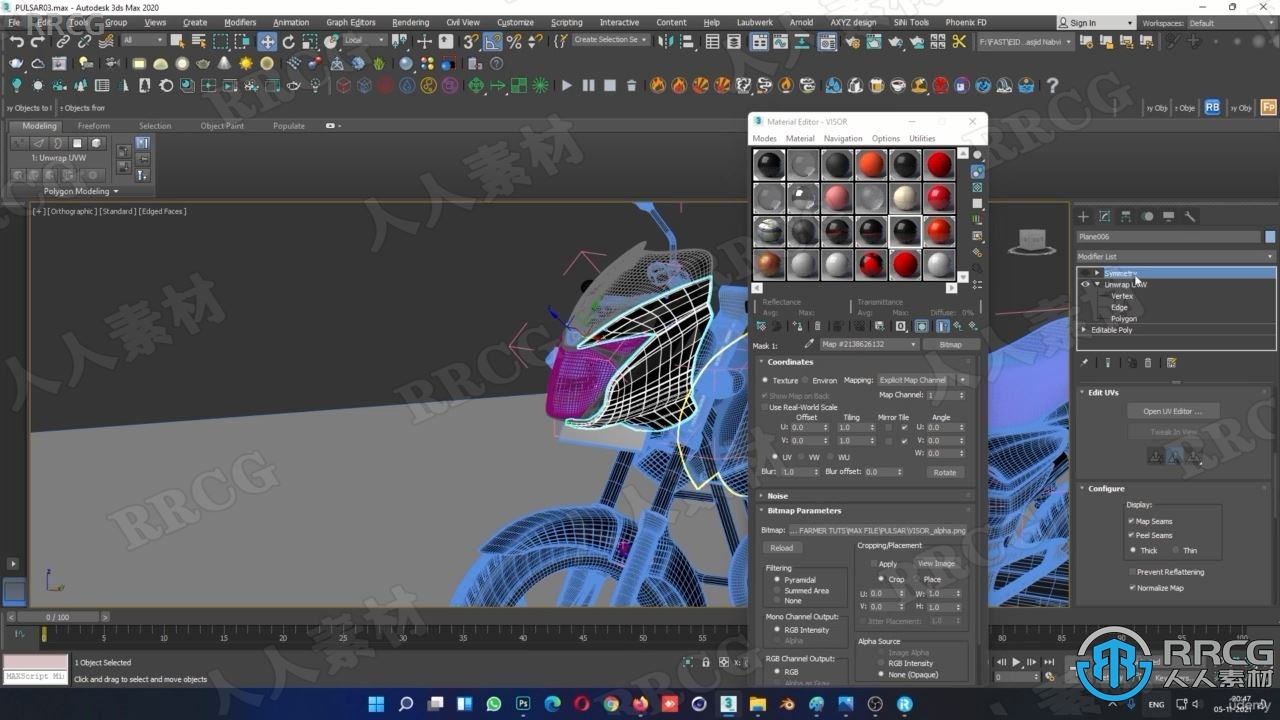 PULSAR03.max - Autodesk 3ds Max 2020
Group Views Create Modifiers Animation Graph Editors Rendering Civil View Customize Scripting Interactive Content Help Laubwerk Arnold AXYZ design SiNi Tools Phoenix FD
Sign In Workspaces: Default
RRCG
All Local Create Selection Se F:\FAST\EID...asjid Nabvi
Modeling Freeform Selection Object Paint Populate
1: Unwrap UVW
Polygon Modeling
[+] [Orthographic] [Standard] [Edged Faces]
Material Editor - VISOR
Modes Material Navigation Options Utilities
Reflectance Transmittance
Avg: Max: Avg: Max: Diffuse: 0%
Mask 1: Map #2138626132 Bitmap
Coordinates
Texture Environ Mapping: Explicit Map Channel
Show Map on Back Map Channel: 1
Use Real-World Scale
Offset Tiling Mirror Tile Angle
U: 0.0 1.0 U: 0.0
V: 0.0 1.0 V: 0.0
UV VW WU W: 0.0
Blur: 1.0 Blur offset: 0.0 Rotate
Noise
Bitmap Parameters
Bitmap: ... FARMER TUTS\MAX FILE\PULSAR\VISOR_alpha.png
Reload Cropping/Placement
Apply View Image
Filtering
Pyramidal Crop Place
Summed Area U: 0.0 W: 1.0
None V: 0.0 H: 1.0
Jitter Placement: 1.0
Mono Channel Output:
RGB Intensity
Alpha
Alpha Source
Image Alpha
RGB Intensity
None (Opaque)
RGB Channel Output:
RGB
Alpha as Gray
Plane006
Modifier List
Symmetry
Unwrap UVW
Vertex
Edge
Polygon
Editable Poly
Edit UVs
Open UV Editor ...
Tweak In View
Configure
Display:
Map Seams
Peel Seams
Thick Thin
Prevent Reflattening
Normalize Map
0 / 100
0 5 10 15 20 25 30 35 40 45 50 55 80 85 90 95 100
1 Object Selected
MAXScript Mi
Click and drag to select and move objects
RRCG
人人素材
ENG
20:47
05-11-2021
ûdemy